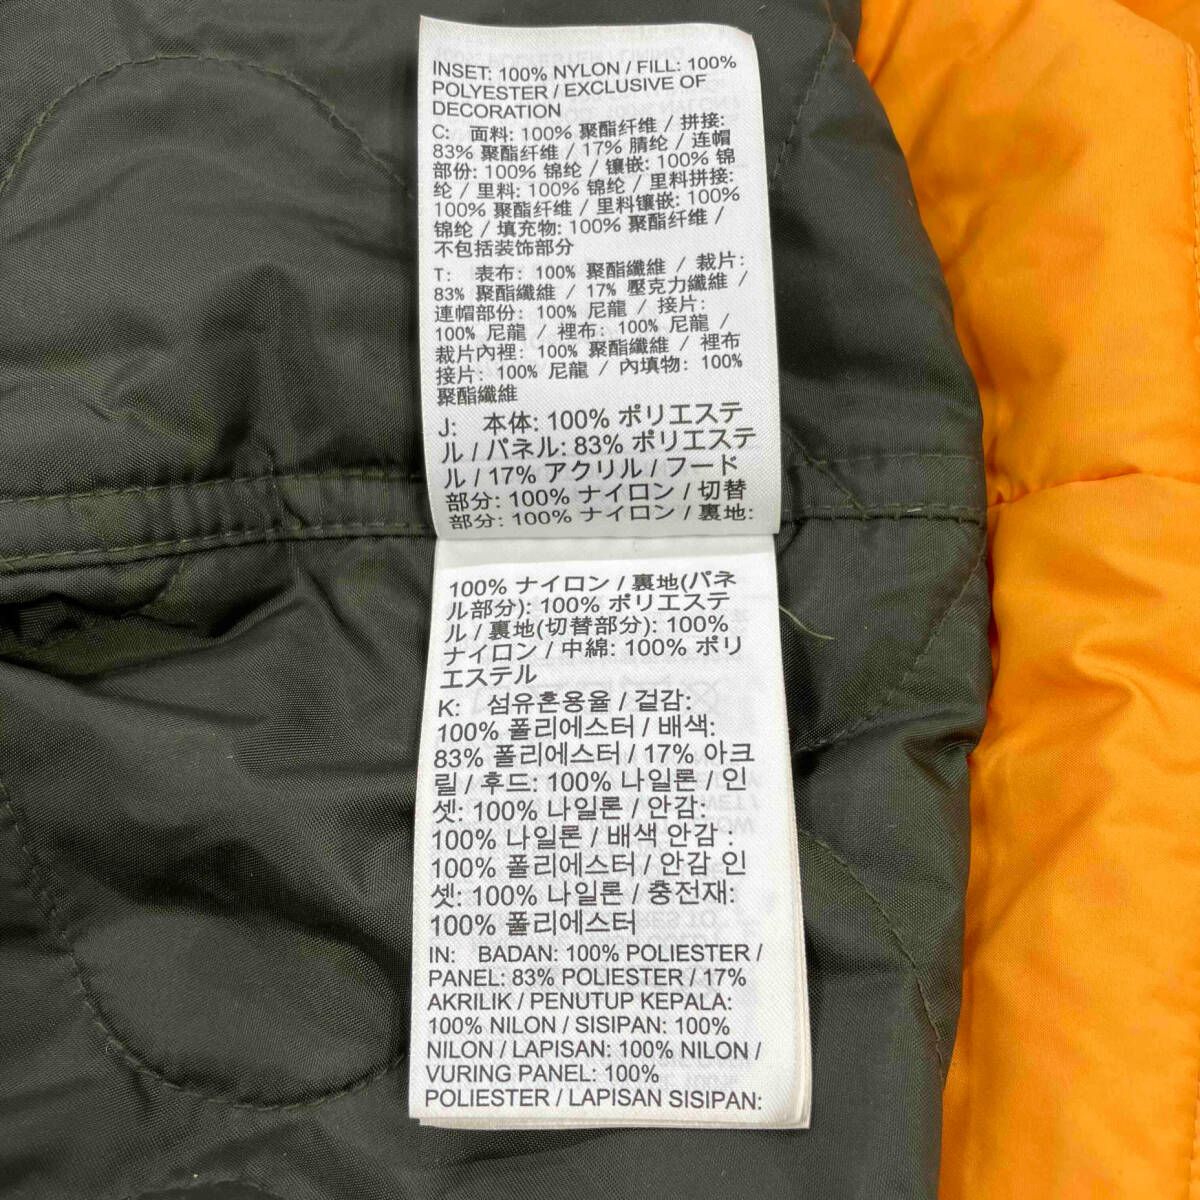 INSET: 100% NYLON / FILL: 100%
POLYESTER / EXCLUSIVE OF
DECORATION
C: 面料: 100% 聚酯纤维 / 拼接:
83% 聚酯纤维 / 17% 腈纶 / 连帽
部份: 100% 锦纶 / 镶嵌: 100% 锦
纶 / 里料: 100% 锦纶 / 里料拼接:
100% 聚酯纤维 / 里料镶嵌: 100%
锦纶 / 填充物: 100% 聚酯纤维 /
不包括装饰部分
T: 表布: 100% 聚酯纖維 / 裁片:
83% 聚酯纖維 / 17% 壓克力纖維 /
連帽部份: 100% 尼龍 / 接片:
100% 尼龍 / 裡布: 100% 尼龍 /
裁片內裡: 100% 聚酯纖維 / 裡布
接片: 100% 尼龍 / 內填物: 100%
聚酯纖維
J: 本体: 100% ポリエステ
ル / パネル: 83% ポリエステ
ル / 17% アクリル / フード
部分: 100% ナイロン / 切替
部分: 100% ナイロン / 裏地:
100% ナイロン / 裏地(パネ
ル部分): 100% ポリエステ
ル / 裏地(切替部分): 100%
ナイロン / 中綿: 100% ポリ
エステル
K: 섬유혼용율 / 겉감:
100% 폴리에스터 / 배색:
83% 폴리에스터 / 17% 아크
릴 / 후드: 100% 나일론 / 인
셋: 100% 나일론 / 안감:
100% 나일론 / 배색 안감 :
100% 폴리에스터 / 안감 인
셋: 100% 나일론 / 충전재:
100% 폴리에스터
IN: BADAN: 100% POLIESTER /
PANEL: 83% POLIESTER / 17%
AKRILIK / PENUTUP KEPALA:
100% NILON / SISIPAN: 100%
NILON / LAPISAN: 100% NILON /
VURING PANEL: 100%
POLIESTER / LAPISAN SISIPAN: